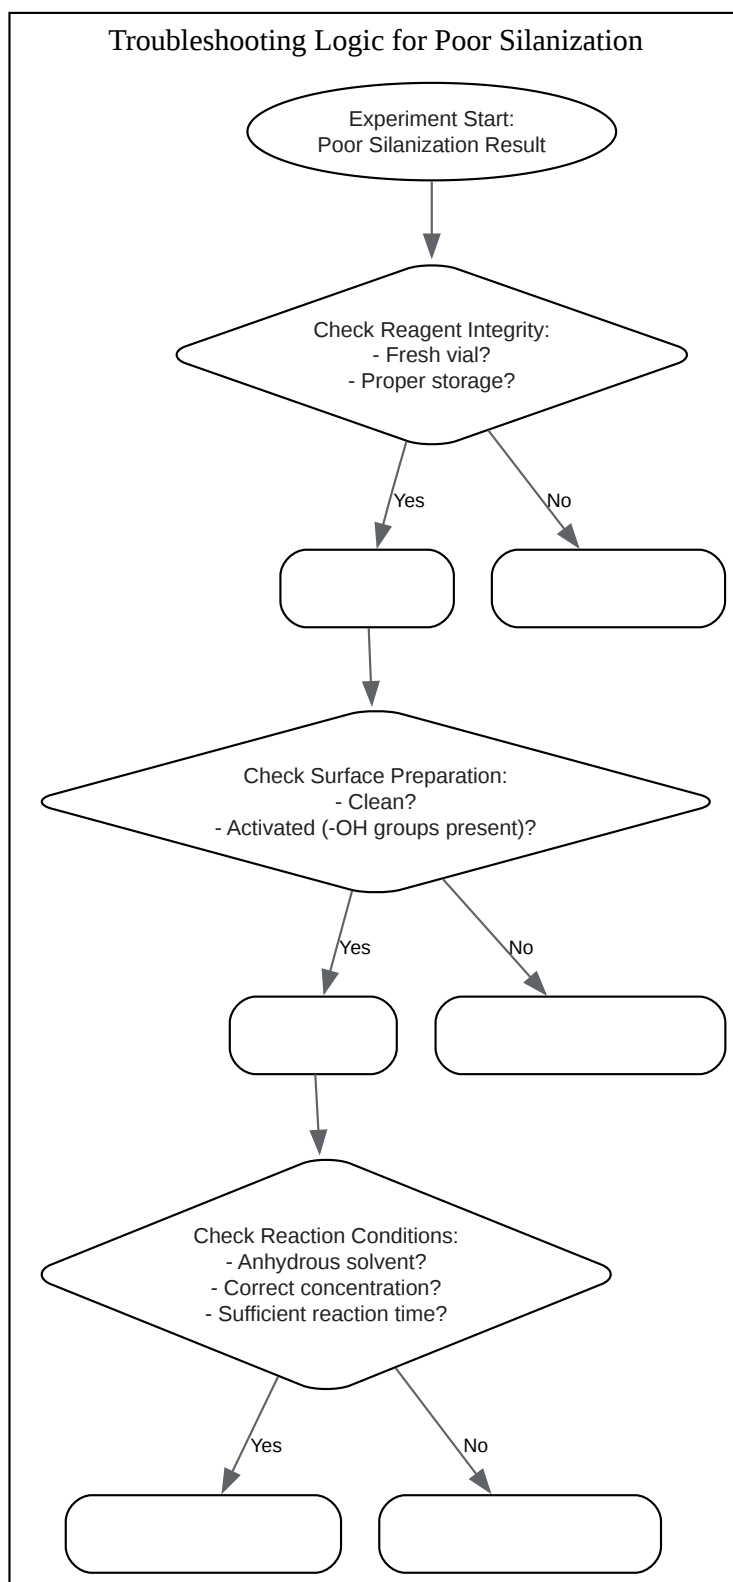 Troubleshooting Logic for Poor Silanization
Experiment Start:
Poor Silanization Result
Check Reagent Integrity:
- Fresh vial?
- Proper storage?
Yes
No
Check Surface Preparation:
- Clean?
- Activated (-OH groups present)?
Yes
No
Check Reaction Conditions:
- Anhydrous solvent?
- Correct concentration?
- Sufficient reaction time?
Yes
No